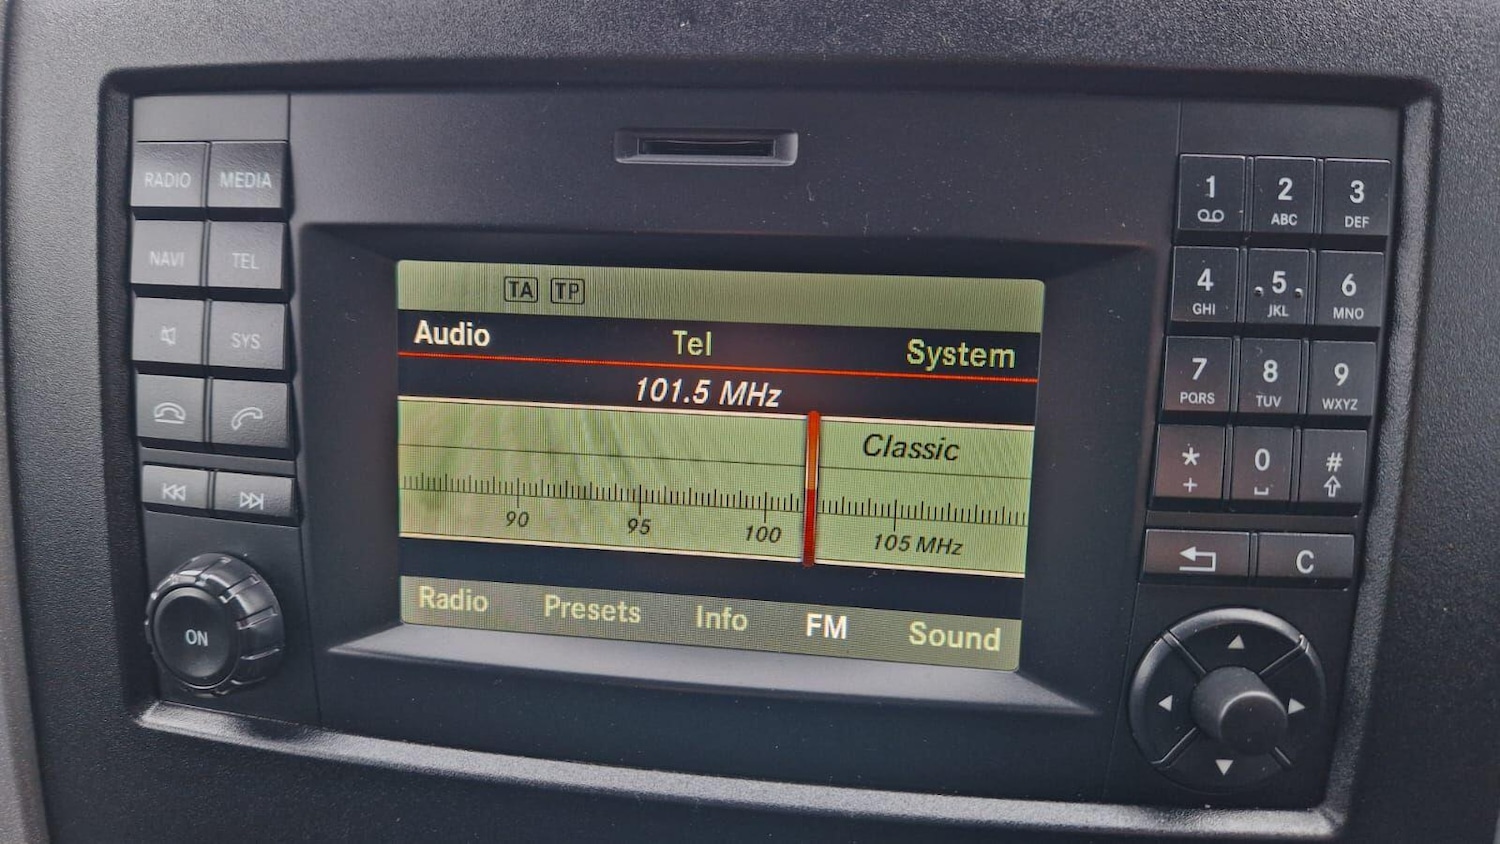 RADIO MEDIA
NAVI TEL
SYS
ON
TA TP
Audio Tel System
101.5 MHz
Classic
90 95 100 105 MHz
Radio Presets Info FM Sound
1 2 3
ABC DEF
4 5 6
GHI JKL MNO
7 8 9
PQRS TUV WXYZ
* 0 #
+
C